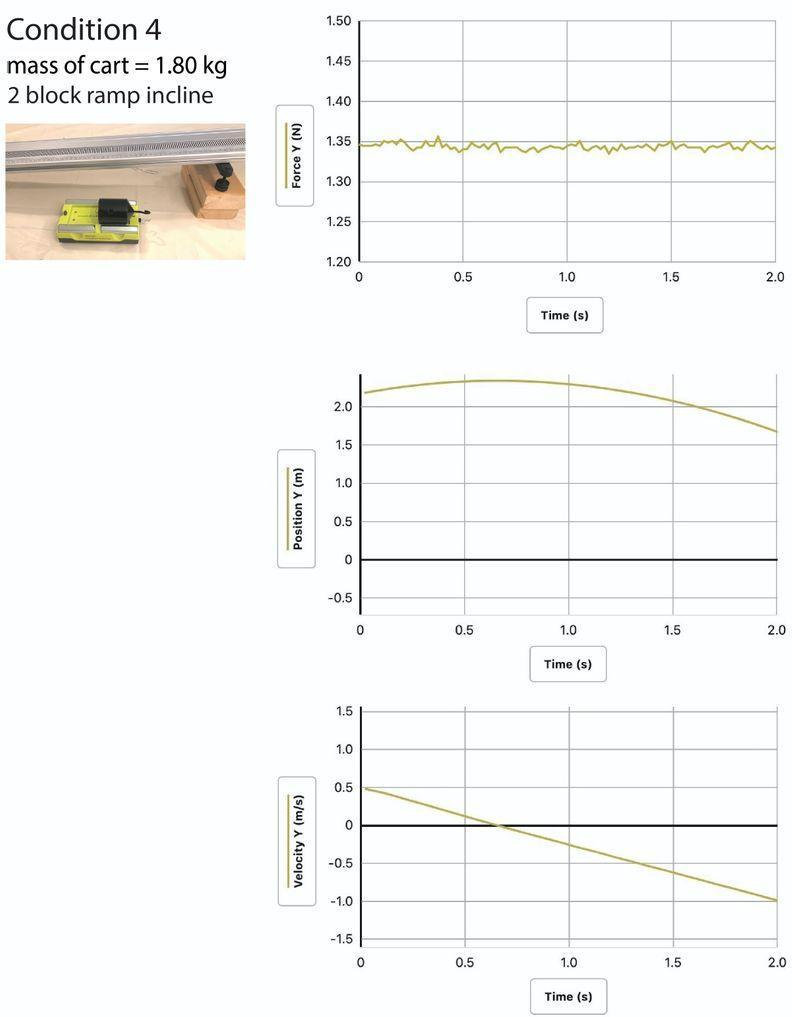 Condition 4
mass of cart = 1.80 kg
2 block ramp incline
Force Y (N)
1.50
1.45
1.40
1.35
1.30
1.25
1.20
0 0.5 1.0 1.5 2.0
Time (s)
Position Y (m)
2.0
1.5
1.0
0.5
0
-0.5
0 0.5 1.0 1.5 2.0
Time (s)
Velocity Y (m/s)
1.5
1.0
0.5
0
-0.5
-1.0
-1.5
0 0.5 1.0 1.5 2.0
Time (s)